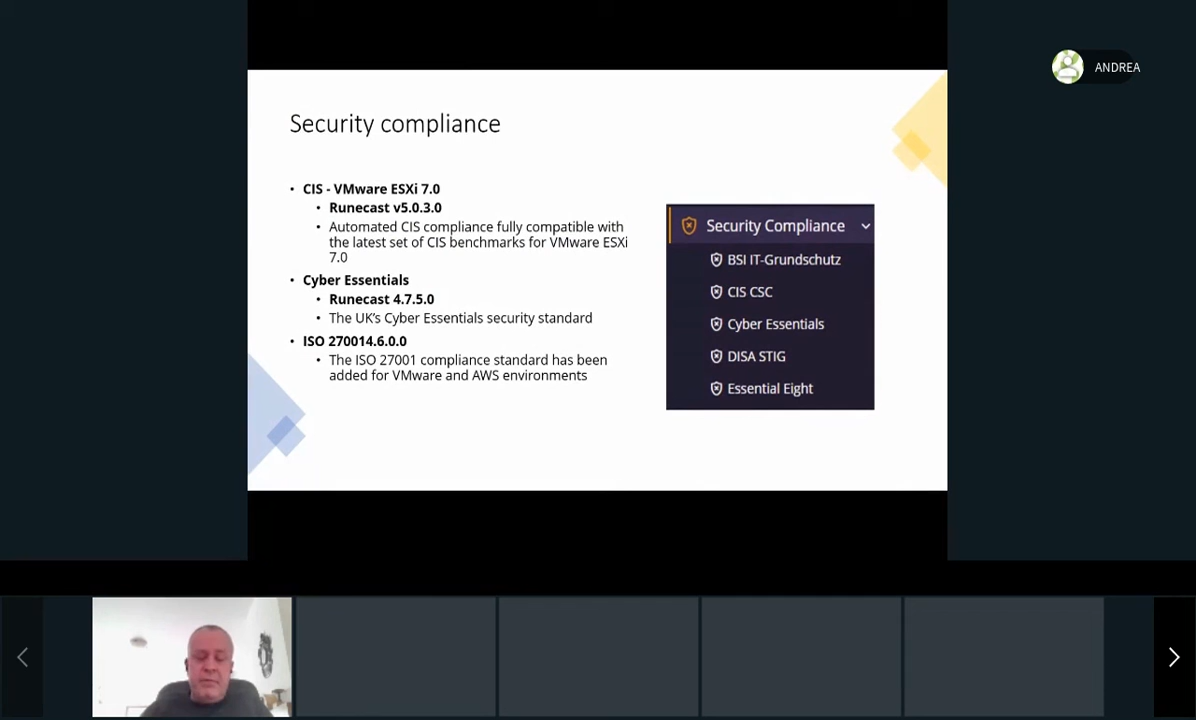 ANDREA
Security compliance
• CIS - VMware ESXi 7.0
• Runecast v5.0.3.0
• Automated CIS compliance fully compatible with
the latest set of CIS benchmarks for VMware ESXi
7.0
• Cyber Essentials
• Runecast 4.7.5.0
• The UK's Cyber Essentials security standard
• ISO 270014.6.0.0
• The ISO 27001 compliance standard has been
added for VMware and AWS environments
Security Compliance
BSI IT-Grundschutz
CIS CSC
Cyber Essentials
DISA STIG
Essential Eight